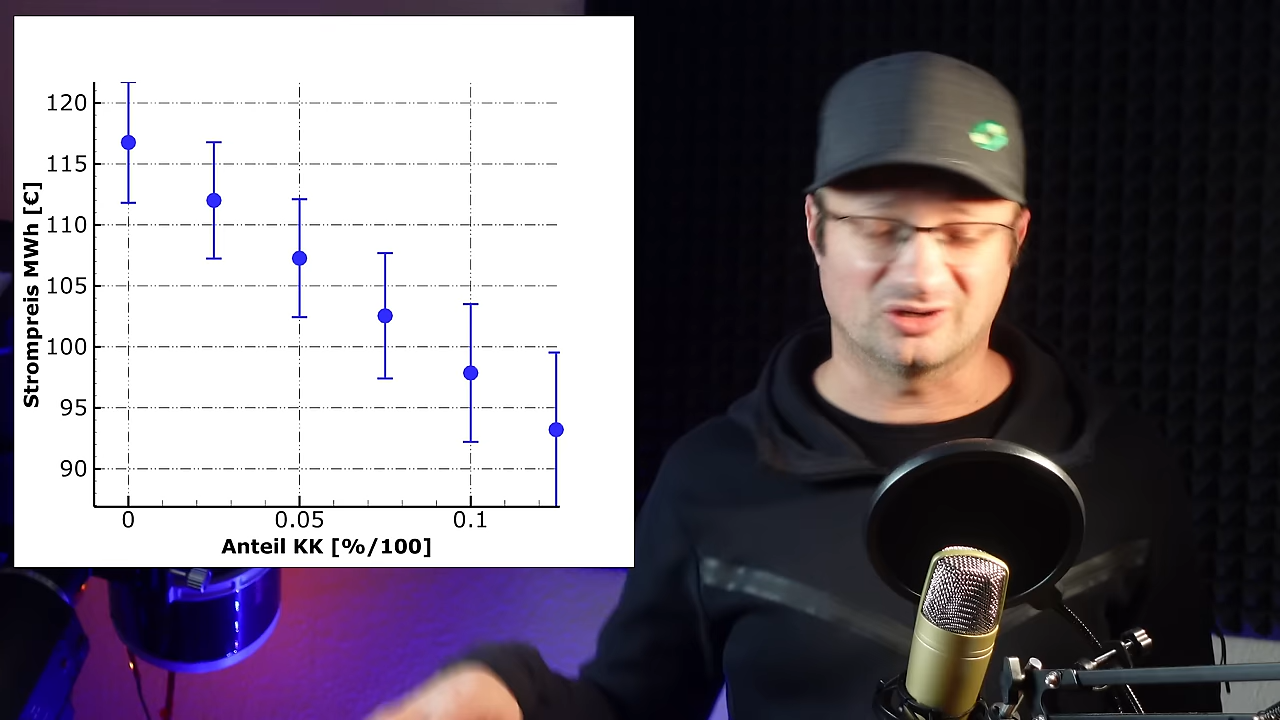 120
115
110
105
100
95
90
Strompreis MWh [€]
0 0.05 0.1
Anteil KK [%/100]